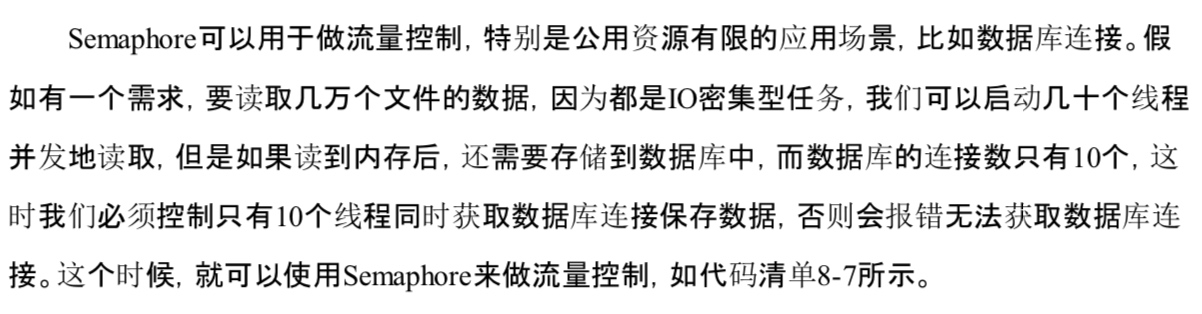 Semaphore可以用于做流量控制，特别是公用资源有限的应用场景，比如数据库连接。假
如有一个需求，要读取几万个文件的数据，因为都是IO密集型任务，我们可以启动几十个线程
并发地读取，但是如果读到内存后，还需要存储到数据库中，而数据库的连接数只有10个，这
时我们必须控制只有10个线程同时获取数据库连接保存数据，否则会报错无法获取数据库连
接。这个时候，就可以使用Semaphore来做流量控制，如代码清单8-7所示。